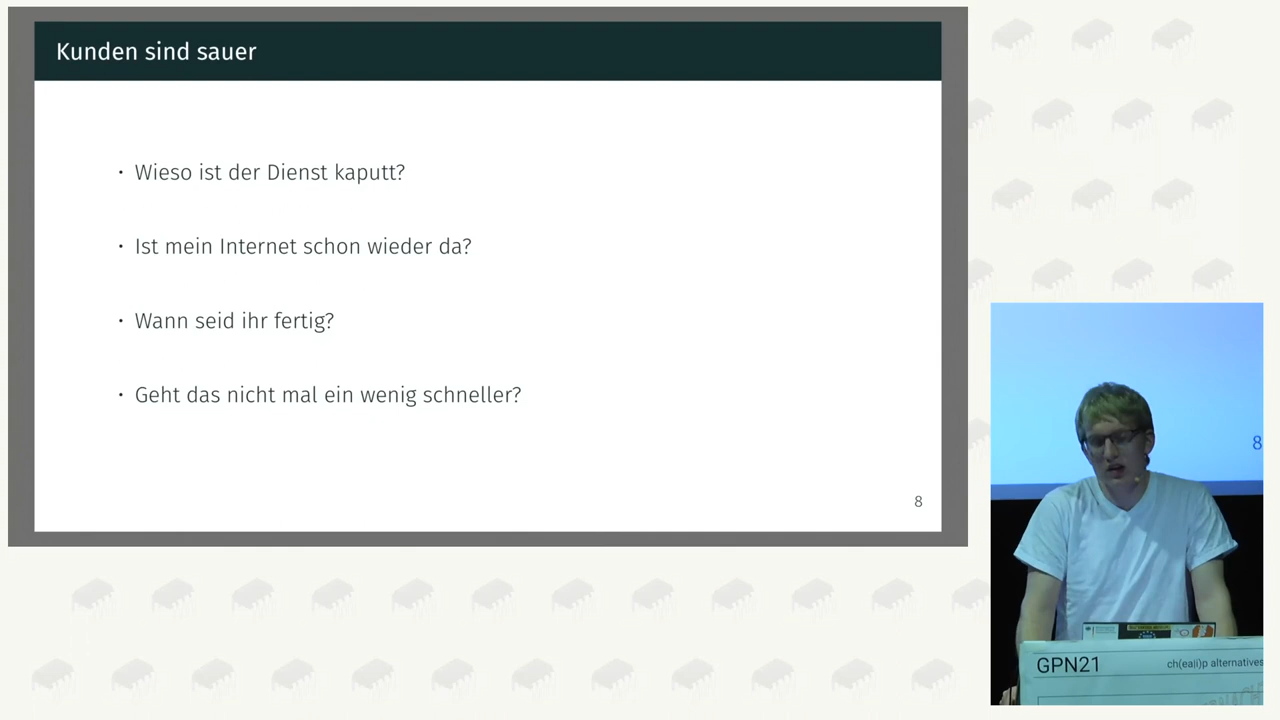 Kunden sind sauer
• Wieso ist der Dienst kaputt?
• Ist mein Internet schon wieder da?
• Wann seid ihr fertig?
• Geht das nicht mal ein wenig schneller?
8
8
GPN21
ch(ea|i)p alternatives